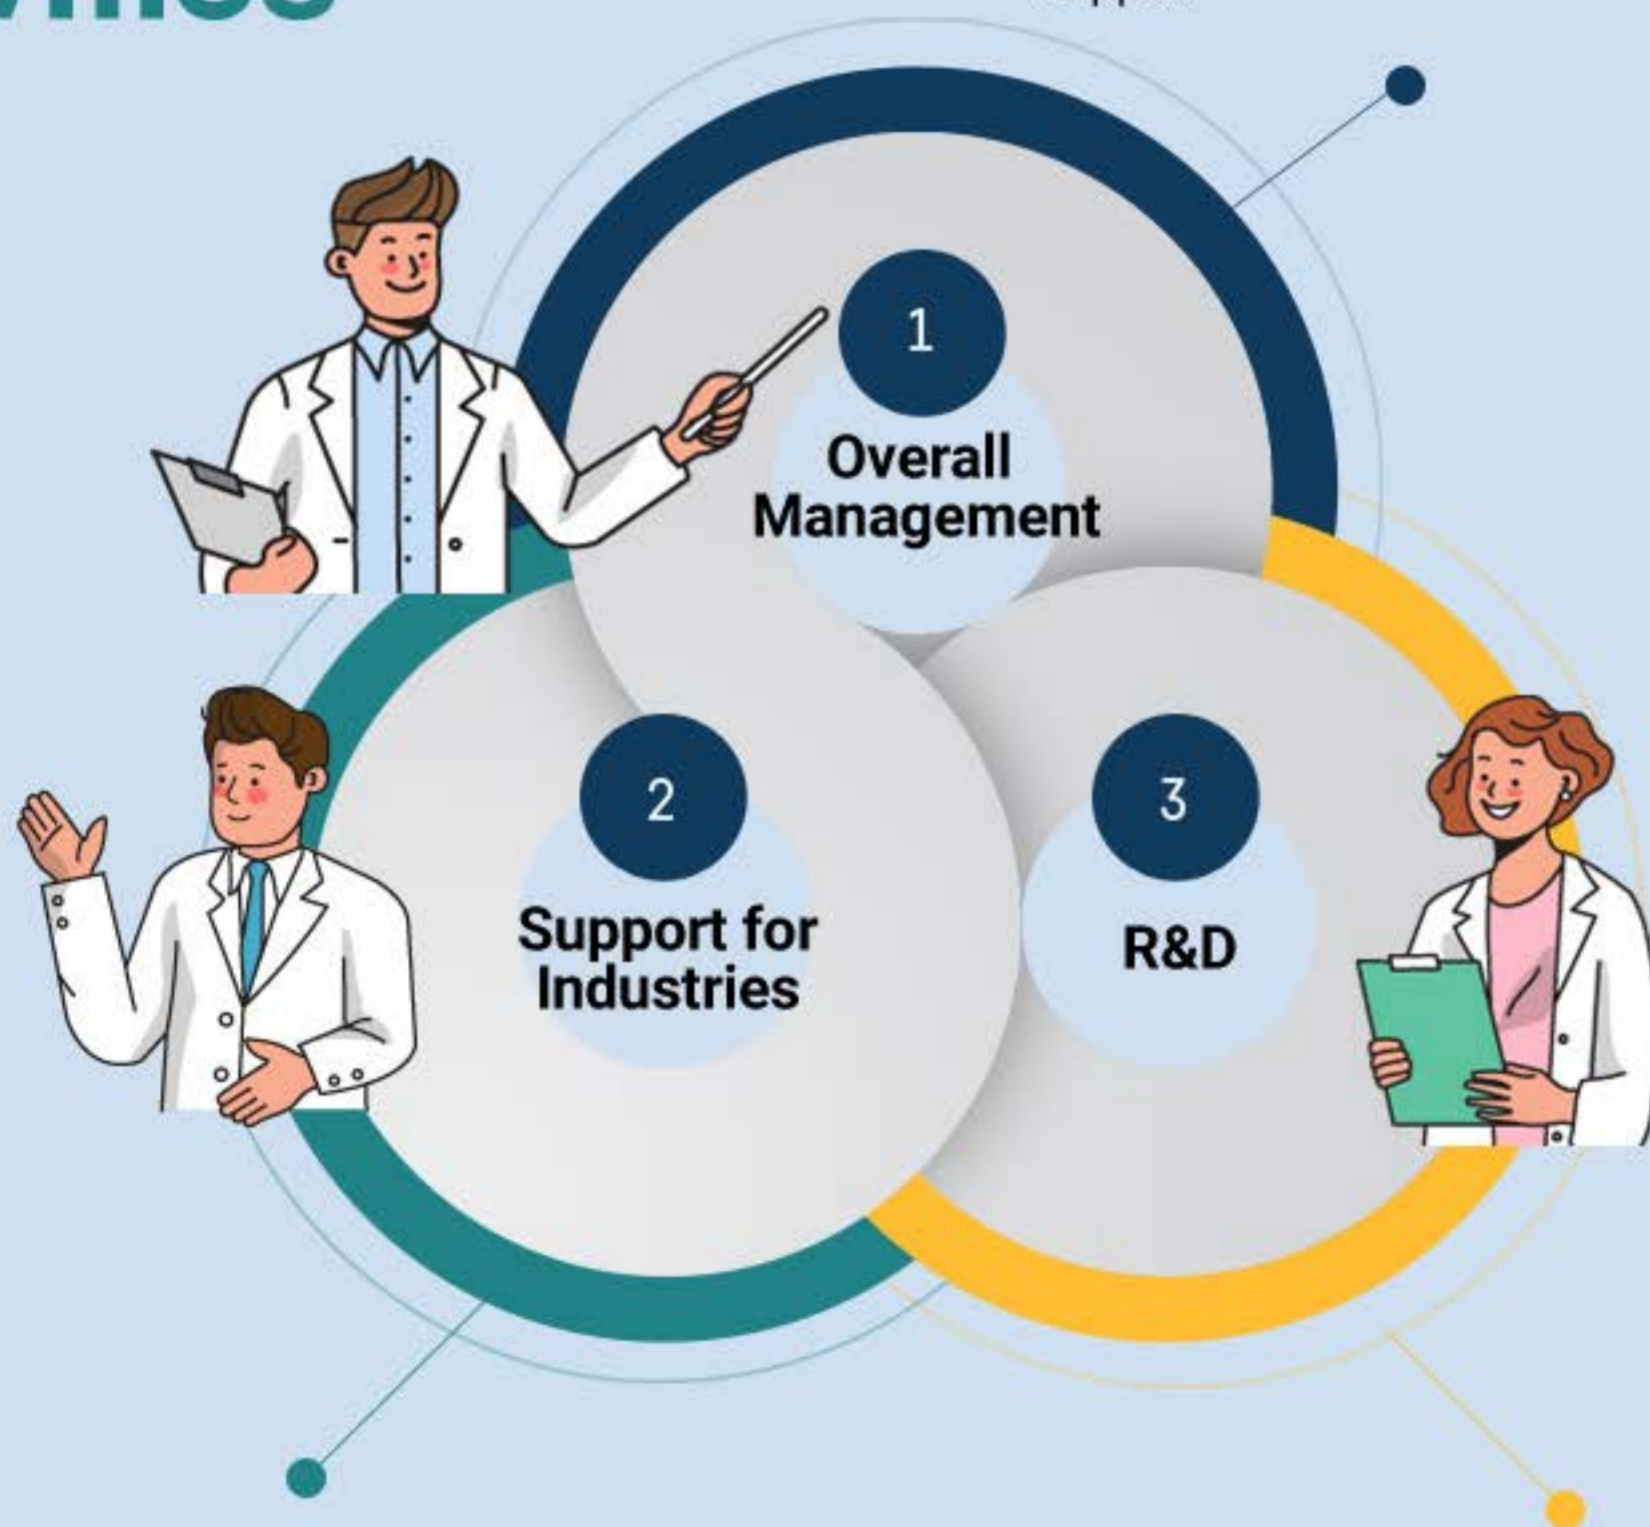 1
Overall
Management
2
Support for
Industries
3
R&D